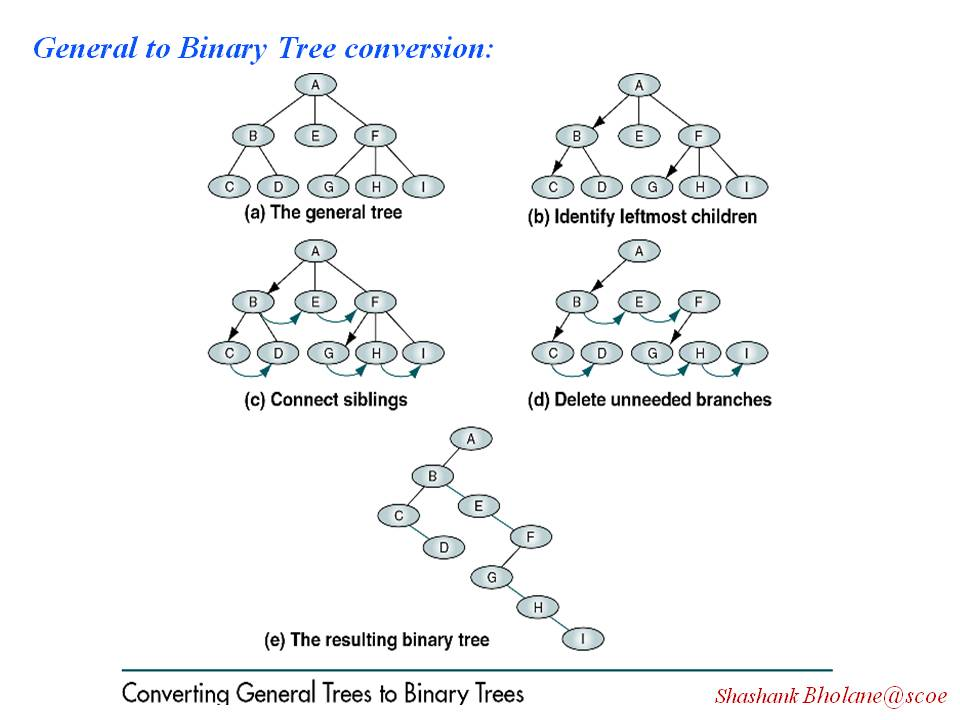 General to Binary Tree conversion:
A
B E F
C D G H I
(a) The general tree
A
B E F
C D G H I
(b) Identify leftmost children
A
B E F
C D G H I
(c) Connect siblings
A
B E F
C D G H I
(d) Delete unneeded branches
A
B
E
C
F
D
G
H
I
(e) The resulting binary tree
Converting General Trees to Binary Trees
Shashank Bholane@scoe